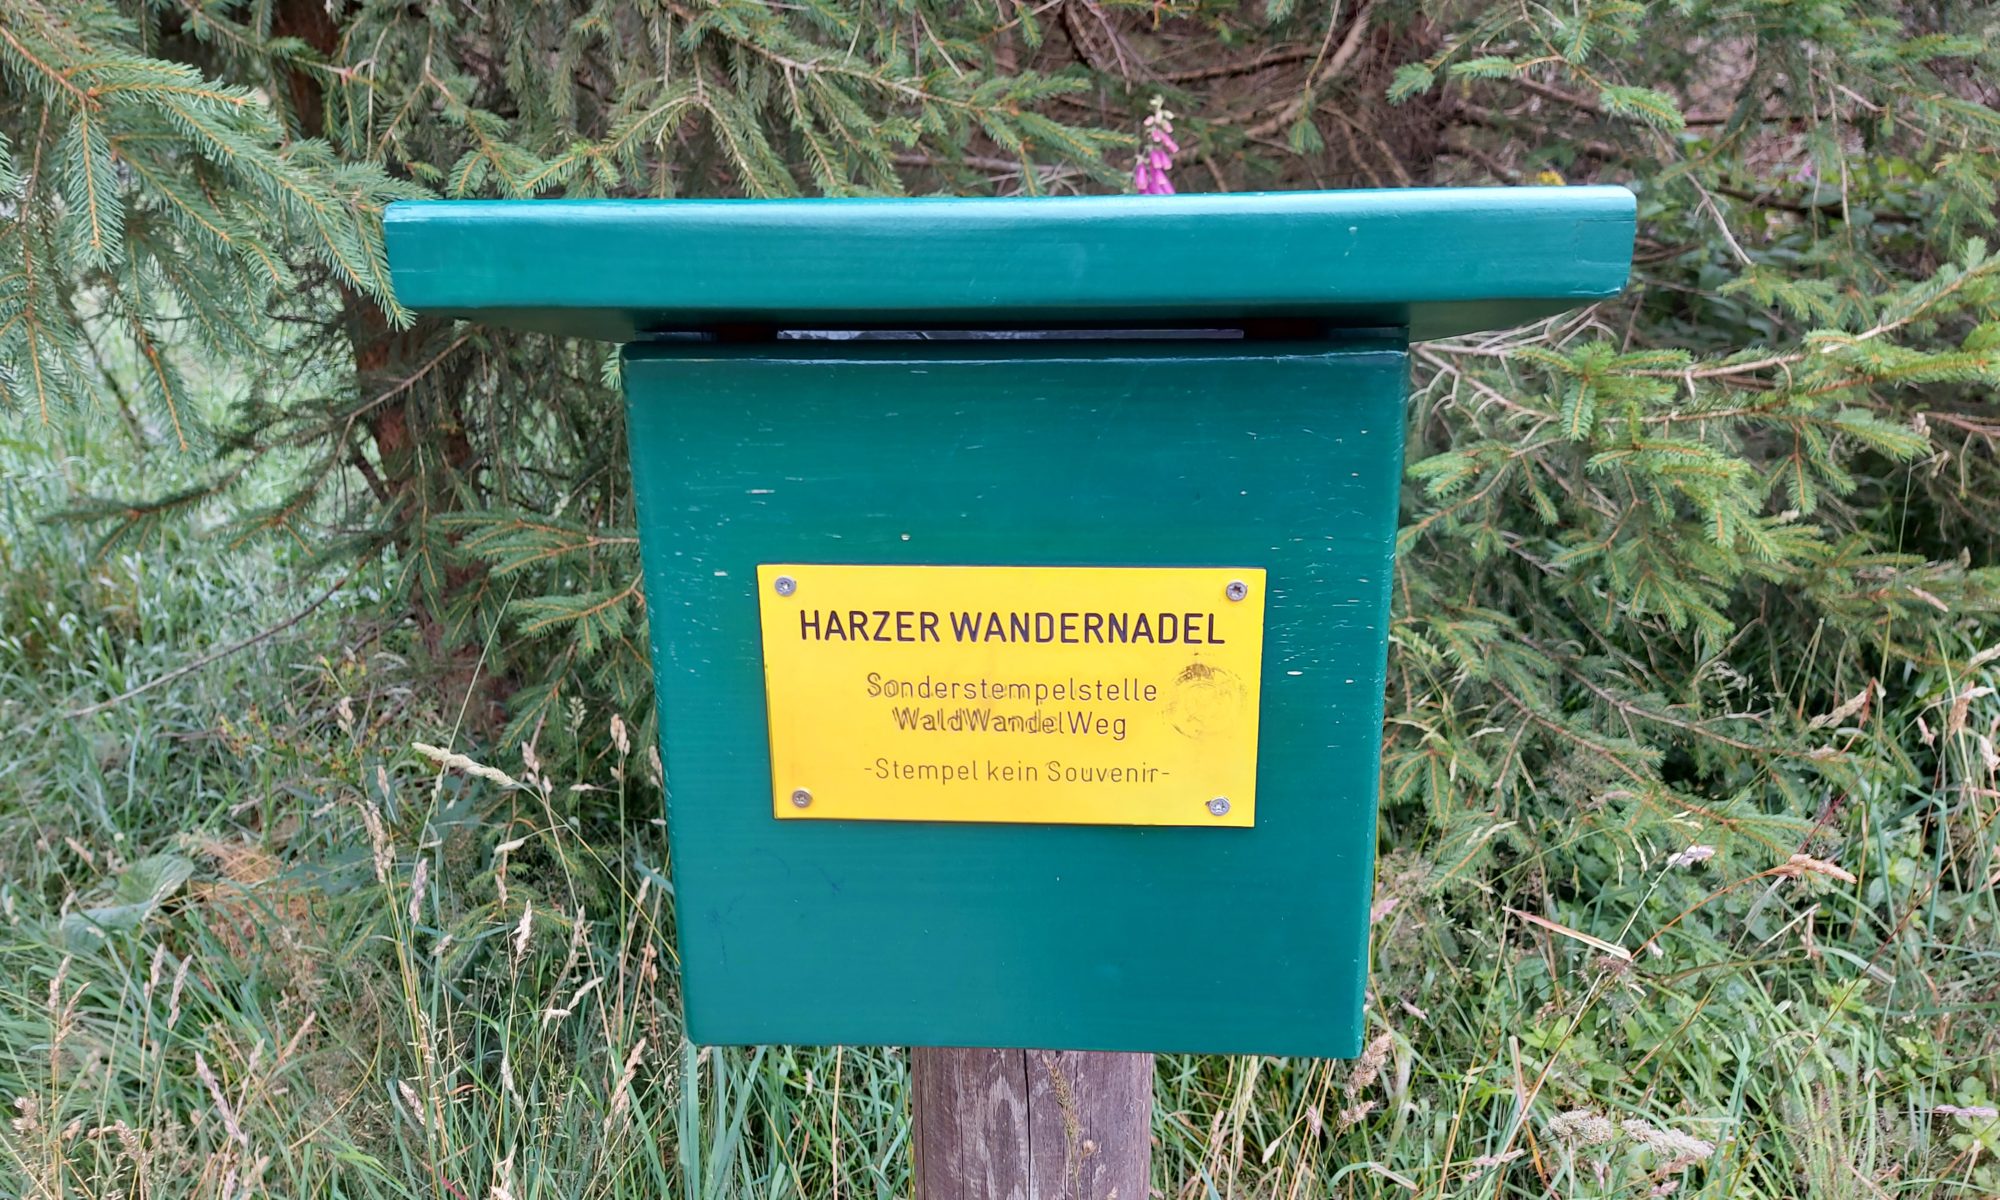 HARZER WANDERNADEL
Sonderstempelstelle
WaldWandelWeg
-Stempel kein Souvenir-